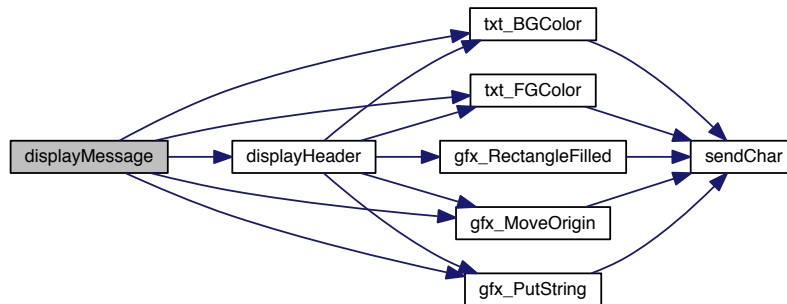 txt_BGColor
txt_FGColor
displayMessage
displayHeader
gfx_RectangleFilled
sendChar
gfx_MoveOrigin
gfx_PutString